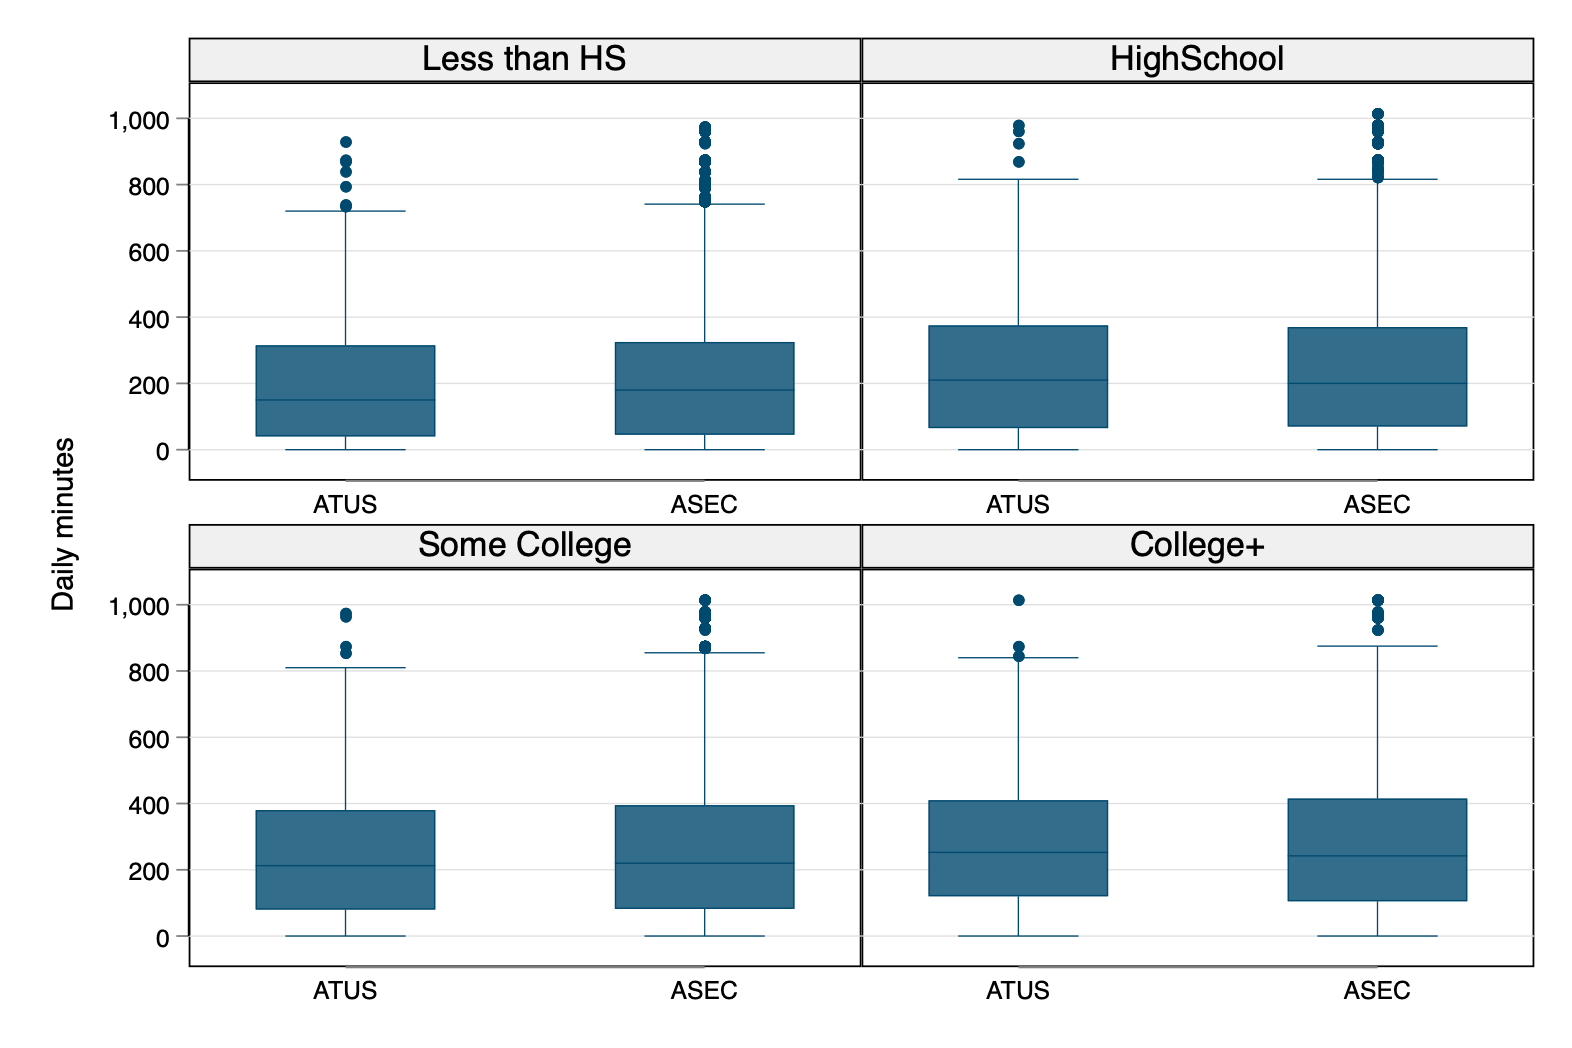 Less than HS
HighSchool
1,000
800
600
400
200
0
ATUS
ASEC
ATUS
ASEC
Daily minutes
Some College
College+
1,000
800
600
400
200
0
ATUS
ASEC
ATUS
ASEC